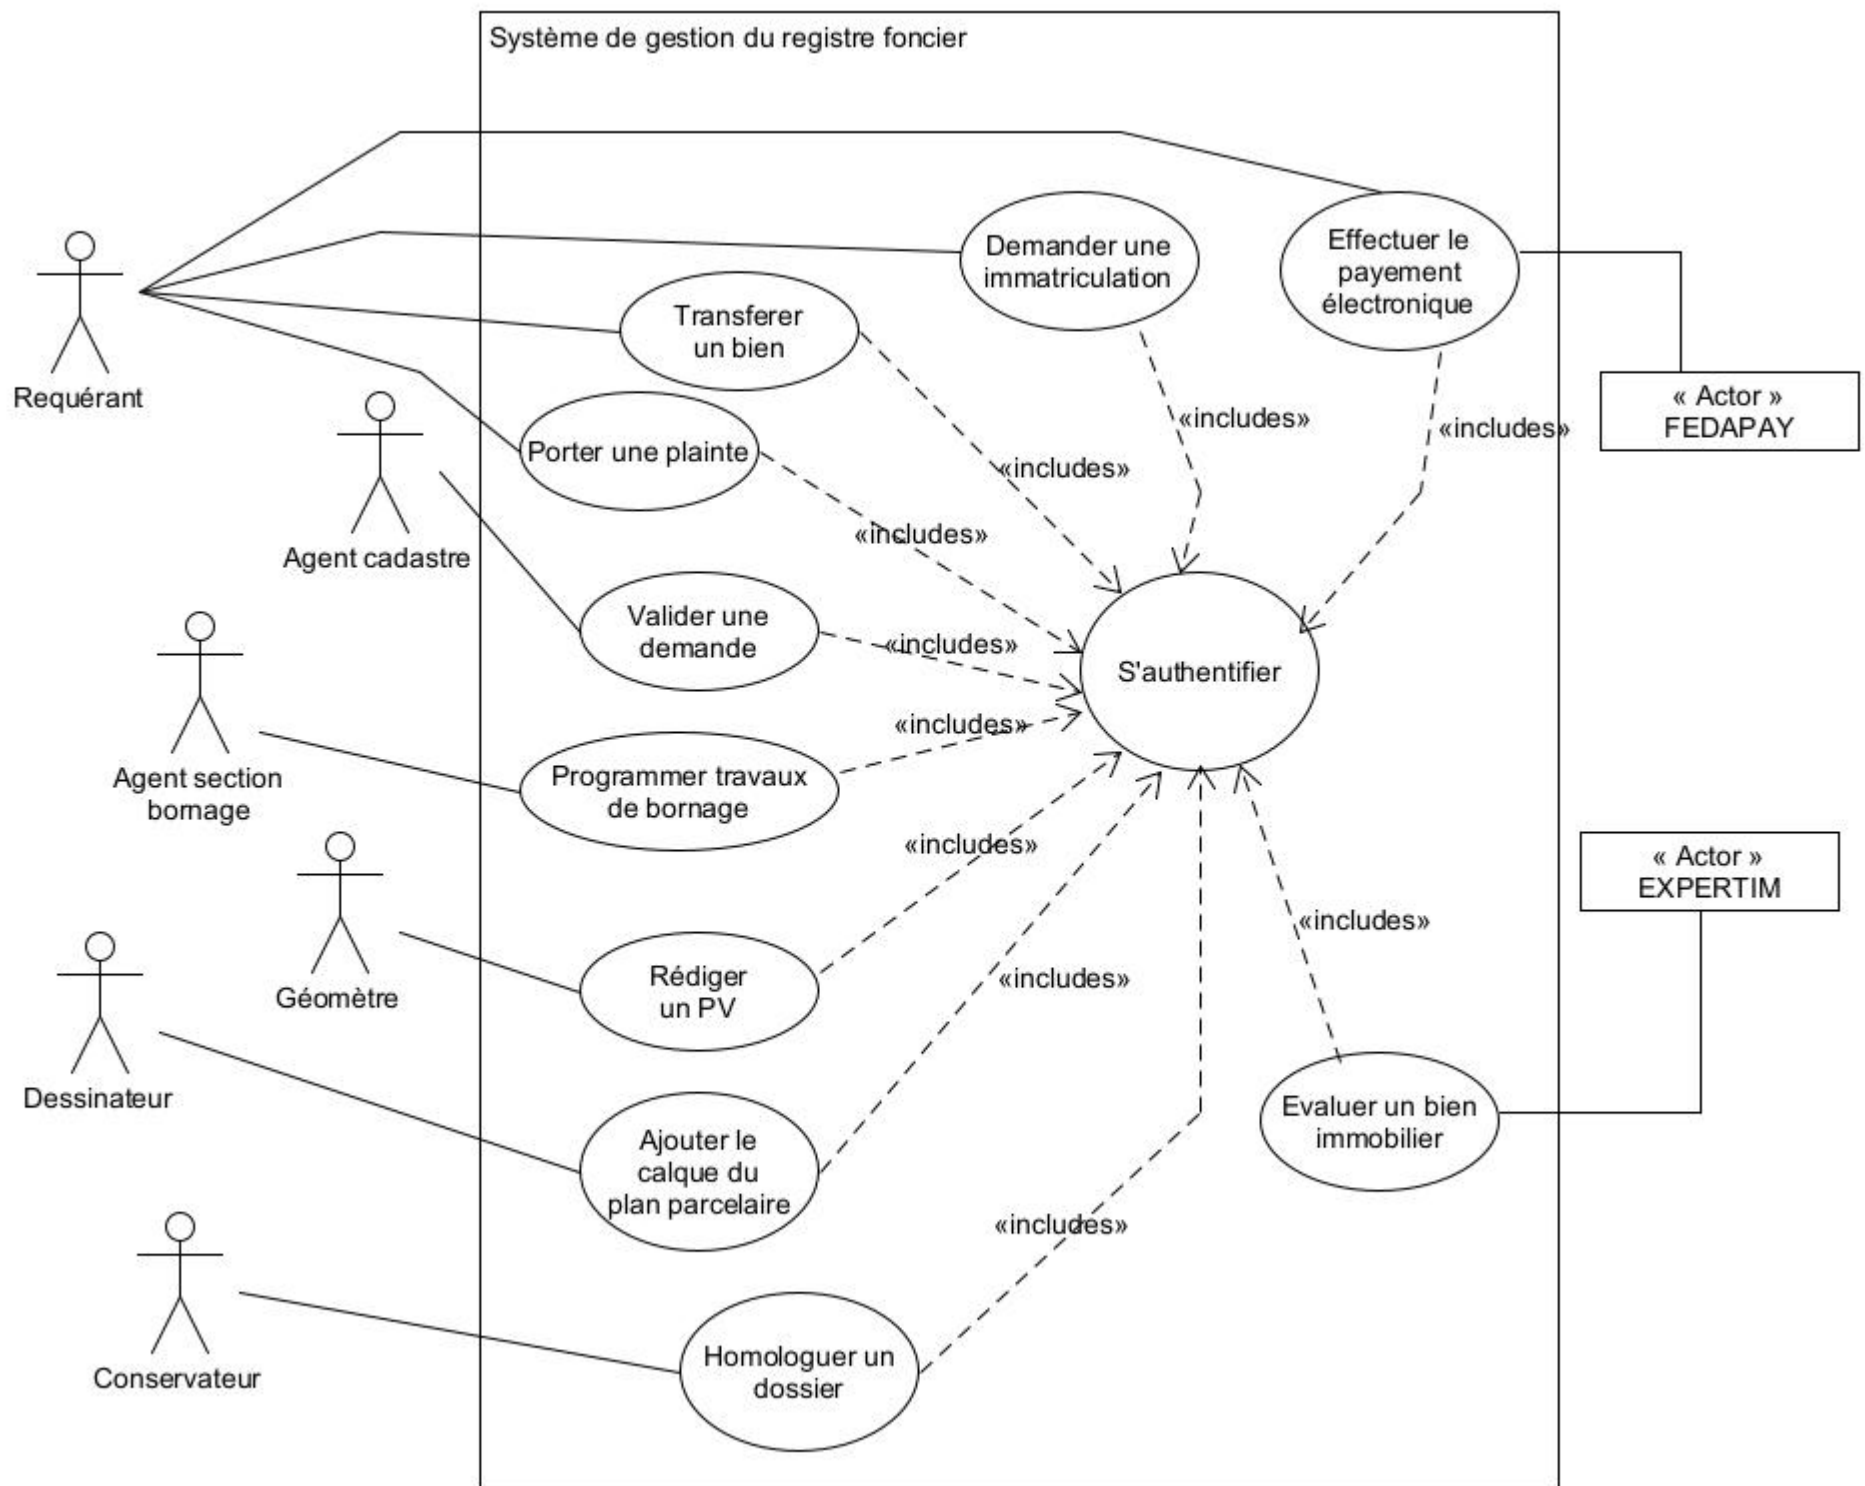 Système de gestion du registre foncier
Requérant
Demander une
immatriculation
Effectuer le
payement
électronique
Transferer
un bien
« Actor »
FEDAPAY
Porter une plainte
Agent cadastre
«includes»
«includes»
«includes»
«includes»
Valider une
demande
«includes»
S'authentifier
Agent section
bornage
«includes»
Programmer travaux
de bornage
«includes»
« Actor »
EXPERTIM
Géomètre
Rédiger
un PV
«includes»
«includes»
Dessinateur
Ajouter le
calque du
plan parcelaire
Evaluer un bien
immobilier
«includes»
Conservateur
Homologuer un
dossier